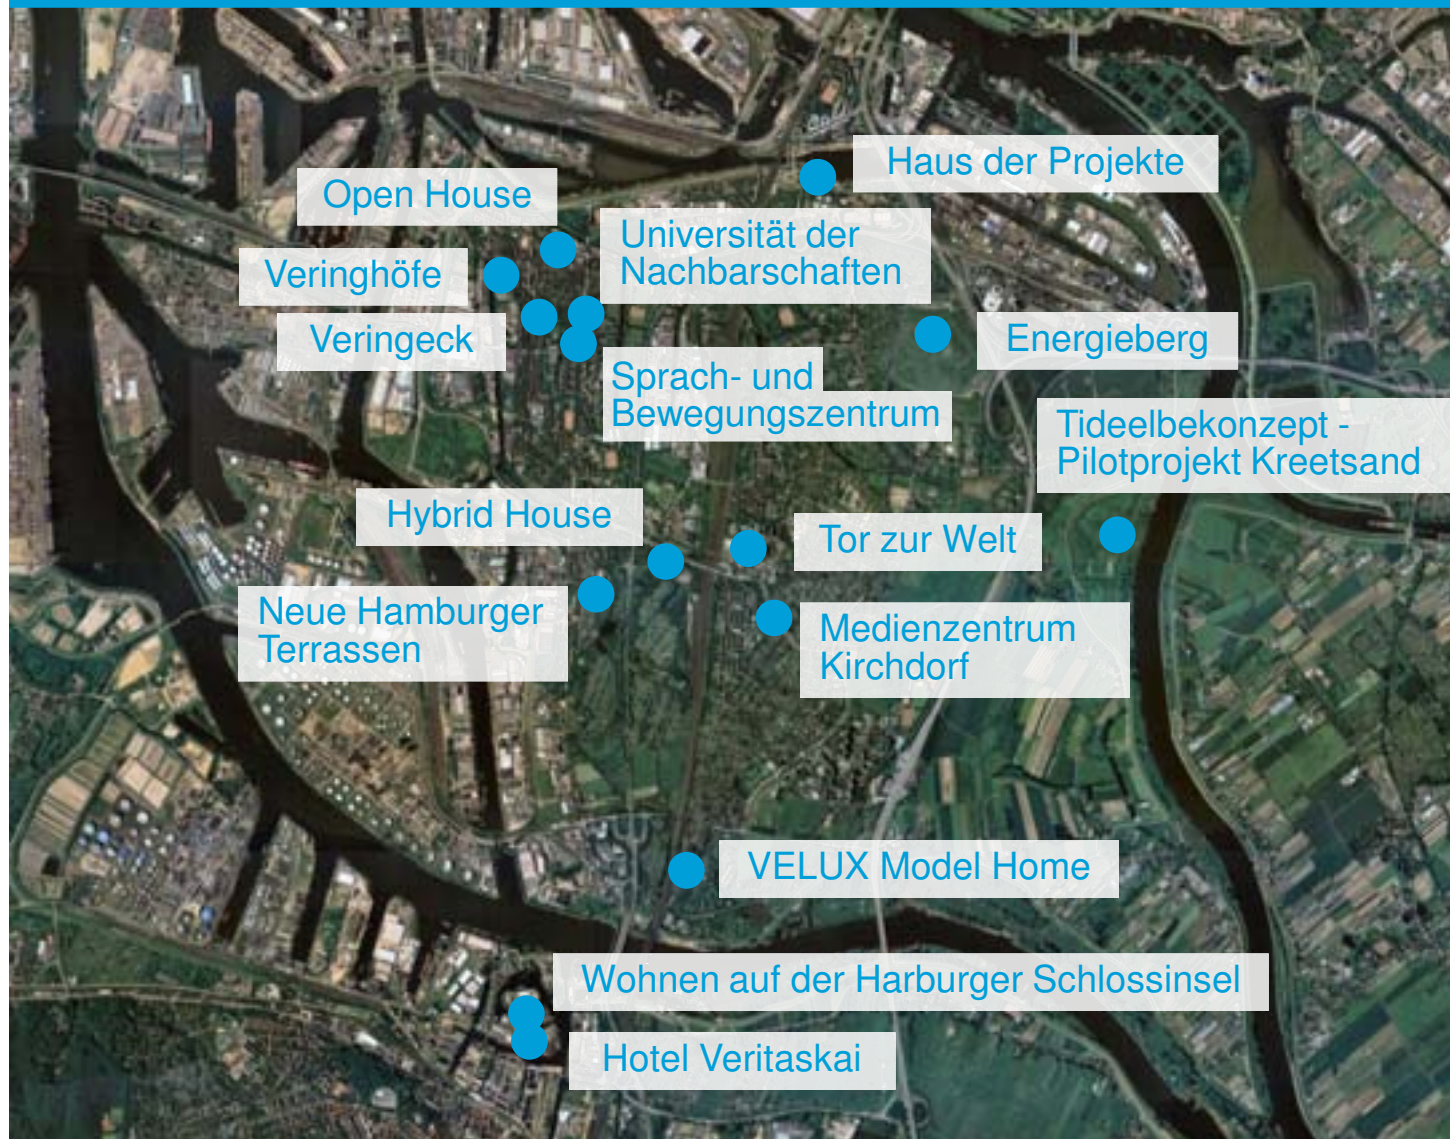 Haus der Projekte
Open House
Universität der
Nachbarschaften
Veringhöfe
Veringeck
Energieberg
Sprach- und
Bewegungszentrum
Tideelbekonzept -
Pilotprojekt Kreetsand
Hybrid House
Tor zur Welt
Neue Hamburger
Terrassen
Medienzentrum
Kirchdorf
VELUX Model Home
Wohnen auf der Harburger Schlossinsel
Hotel Veritaskai